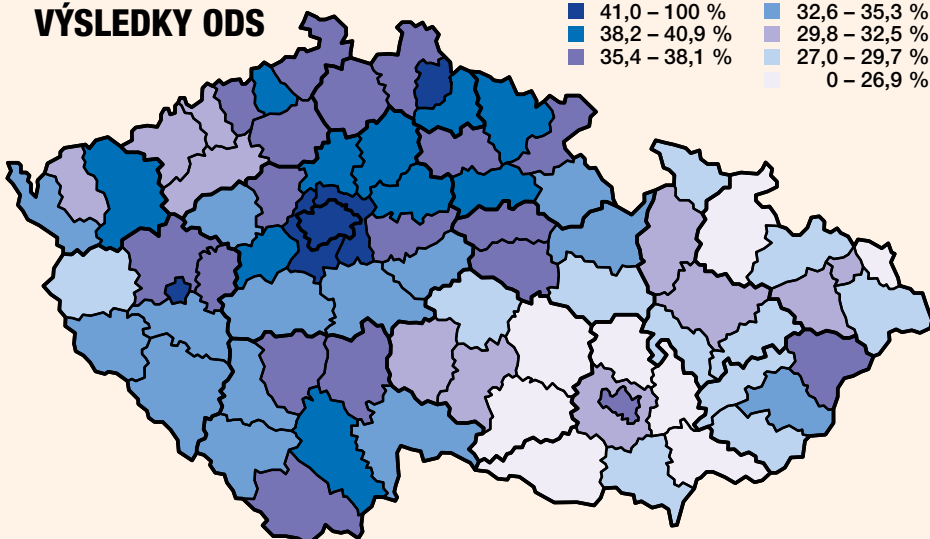 VÝSLEDKY ODS
41,0 – 100 %
38,2 – 40,9 %
35,4 – 38,1 %
32,6 – 35,3 %
29,8 – 32,5 %
27,0 – 29,7 %
0 – 26,9 %